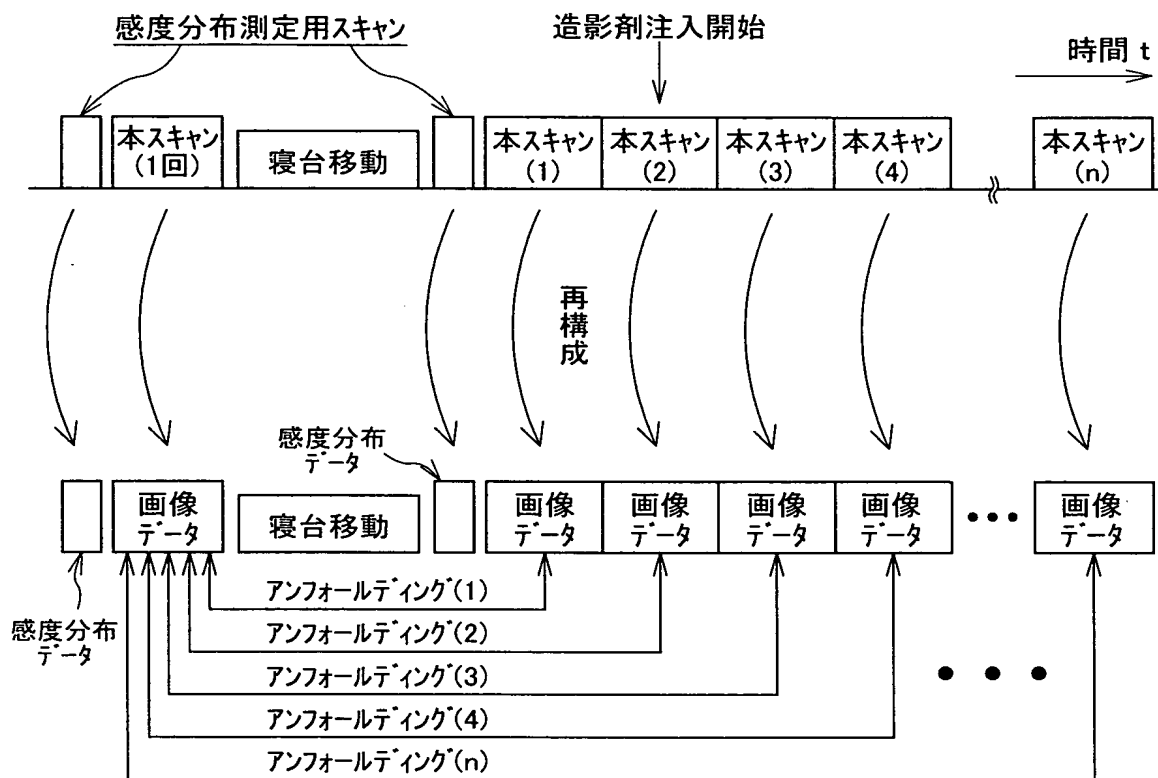 感度分布測定用スキャン
造影剤注入開始
時間 t
本スキャン
(1回)
寝台移動
本スキャン
(1)
本スキャン
(2)
本スキャン
(3)
本スキャン
(4)
本スキャン
(n)
再構成
感度分布
データ
画像
データ
寝台移動
画像
データ
画像
データ
画像
データ
画像
データ
•••
画像
データ
感度分布
データ
アンフォールディング(1)
アンフォールディング(2)
アンフォールディング(3)
アンフォールディング(4)
アンフォールディング(n)
• • •